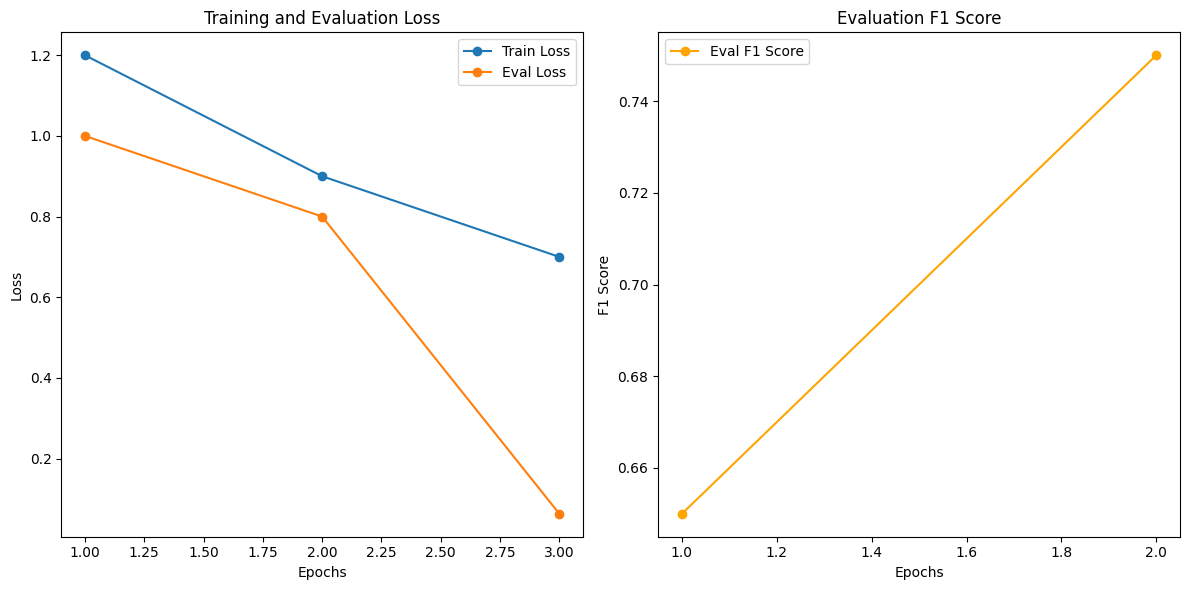 Training and Evaluation Loss
Train Loss
Eval Loss
Loss
1.2
1.0
0.8
0.6
0.4
0.2
1.00 1.25 1.50 1.75 2.00 2.25 2.50 2.75 3.00
Epochs
Evaluation F1 Score
Eval F1 Score
F1 Score
0.74
0.72
0.70
0.68
0.66
1.0 1.2 1.4 1.6 1.8 2.0
Epochs